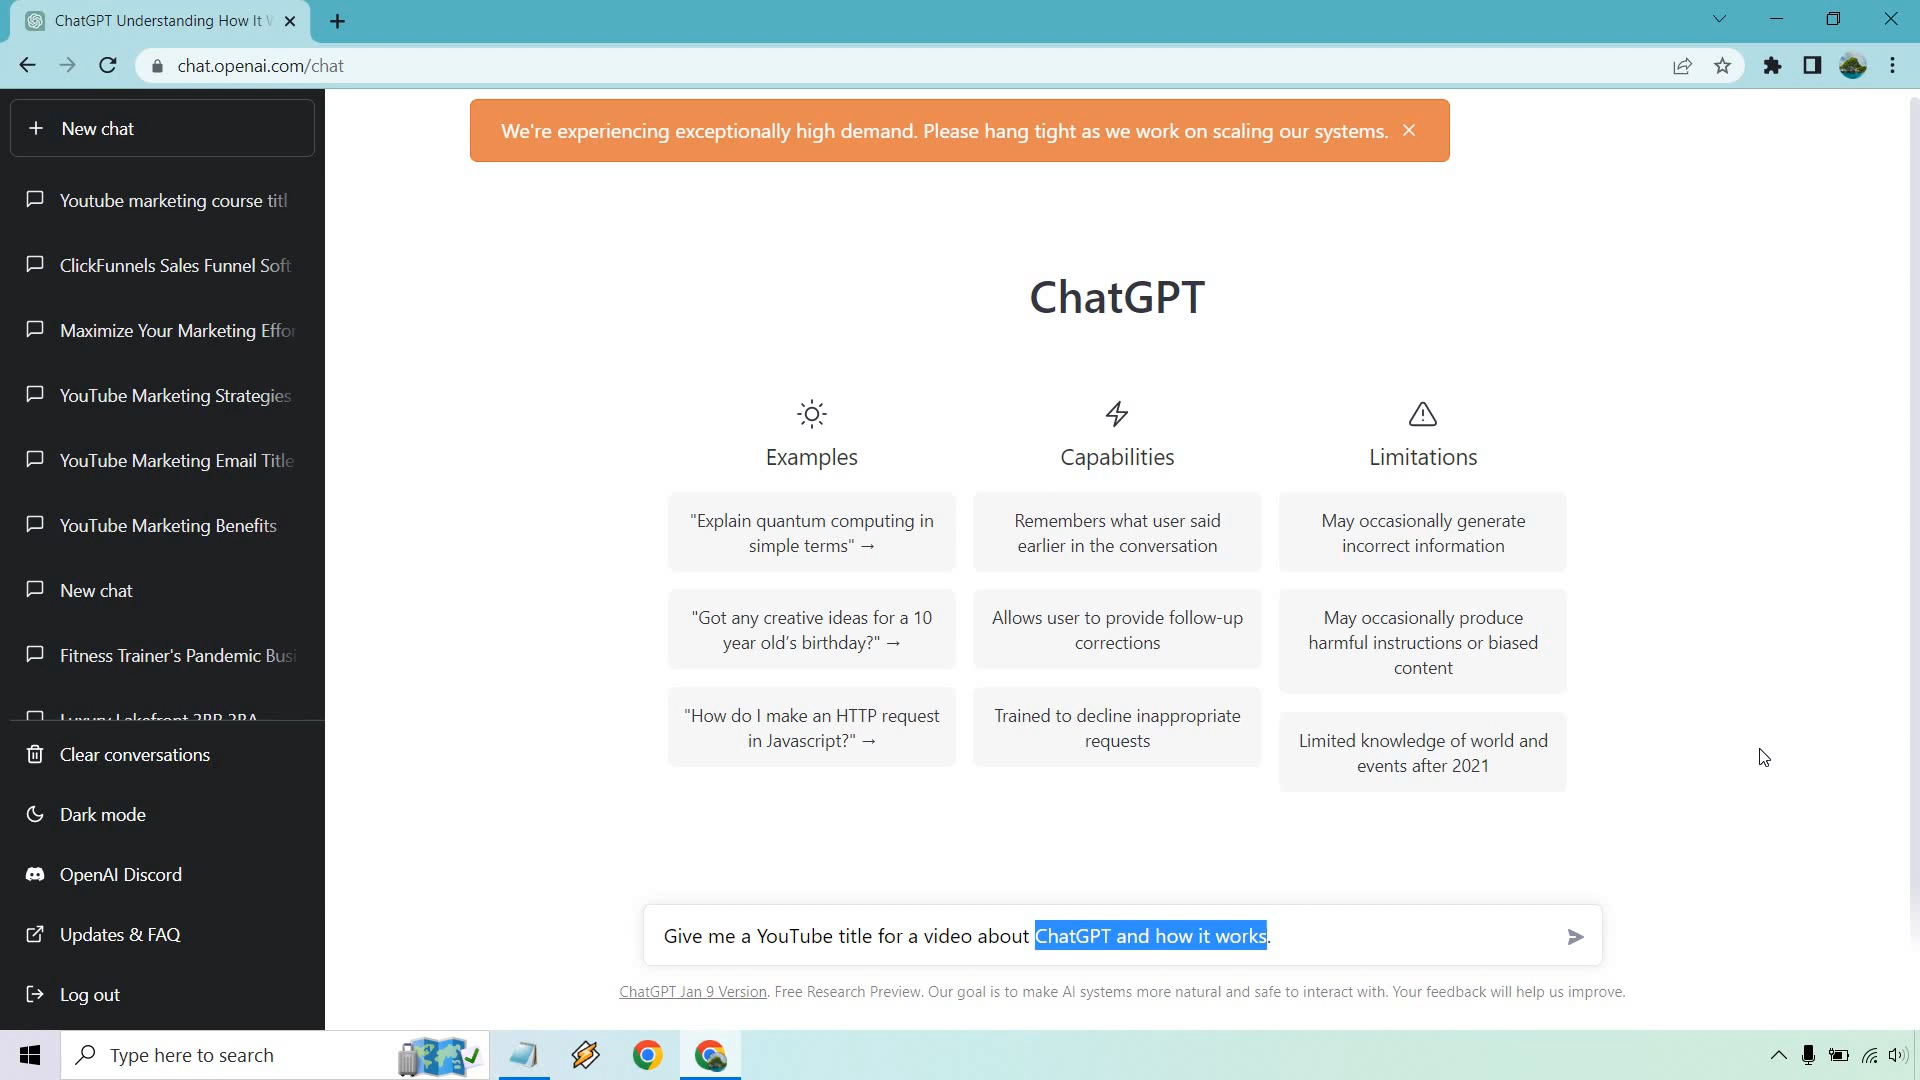 ChatGPT Understanding How It W
chat.openai.com/chat
New chat
Youtube marketing course titl
ClickFunnels Sales Funnel Soft
Maximize Your Marketing Effor
YouTube Marketing Strategies
YouTube Marketing Email Title
YouTube Marketing Benefits
New chat
Fitness Trainer's Pandemic Busi
Luxury Lakefront 2BR 2BA
Clear conversations
Dark mode
OpenAI Discord
Updates & FAQ
Log out
We're experiencing exceptionally high demand. Please hang tight as we work on scaling our systems.
ChatGPT
Examples
"Explain quantum computing in
simple terms" →
"Got any creative ideas for a 10
year old's birthday?" →
"How do I make an HTTP request
in Javascript?" →
Capabilities
Remembers what user said
earlier in the conversation
Allows user to provide follow-up
corrections
Trained to decline inappropriate
requests
Limitations
May occasionally generate
incorrect information
May occasionally produce
harmful instructions or biased
content
Limited knowledge of world and
events after 2021
Give me a YouTube title for a video about ChatGPT and how it works.
ChatGPT Jan 9 Version. Free Research Preview. Our goal is to make AI systems more natural and safe to interact with. Your feedback will help us improve.
Type here to search